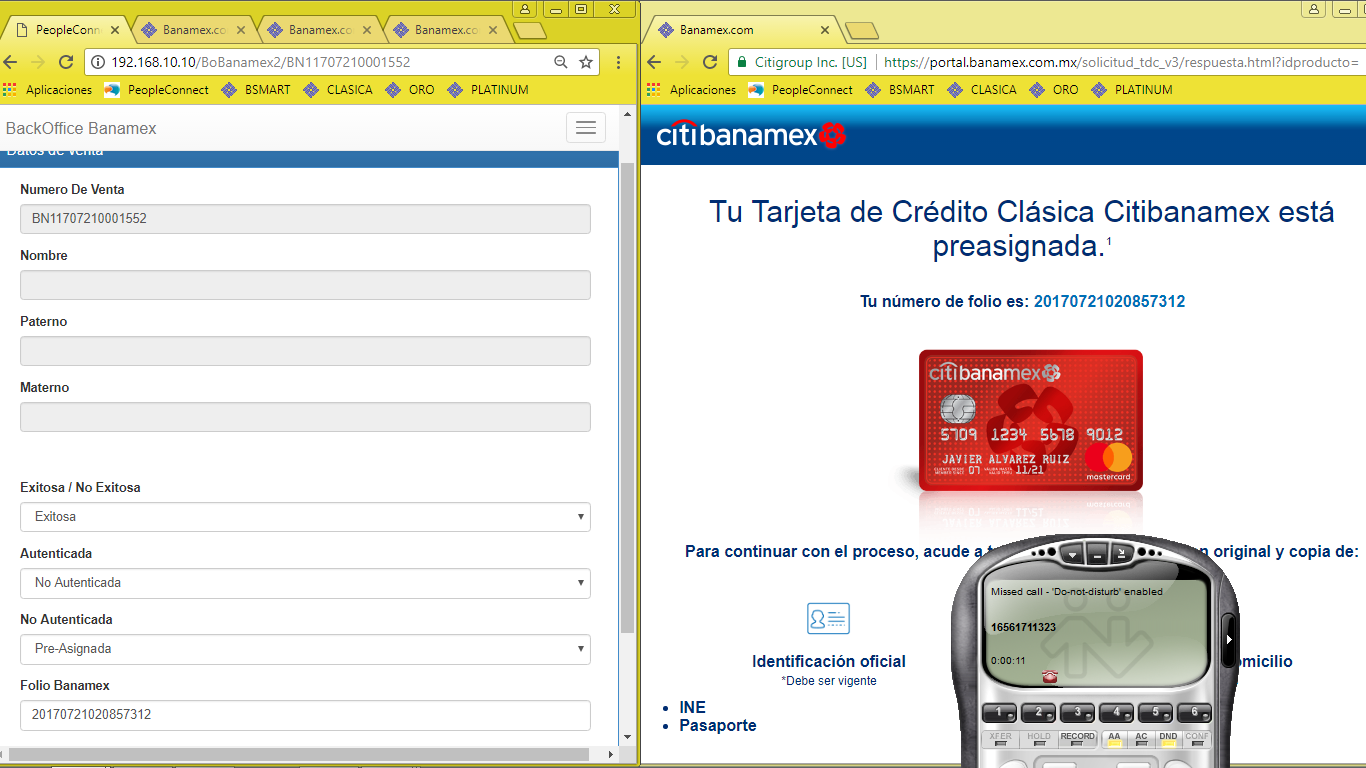 PeopleConn
Banamex.co
Banamex.co
Banamex.co
192.168.10.10/BoBanamex2/BN11707210001552
Aplicaciones
PeopleConnect
BSMART
CLASICA
ORO
PLATINUM
BackOffice Banamex
Datos de venta
Numero De Venta
BN11707210001552
Nombre
Paterno
Materno
Exitosa / No Exitosa
Exitosa
Autenticada
No Autenticada
No Autenticada
Pre-Asignada
Folio Banamex
20170721020857312
Banamex.com
Citigroup Inc. [US]
https://portal.banamex.com.mx/solicitud_tdc_v3/respuesta.html?idproducto=
Aplicaciones
PeopleConnect
BSMART
CLASICA
ORO
PLATINUM
citibanamex
Tu Tarjeta de Crédito Clásica Citibanamex está
preasignada.1
Tu número de folio es: 20170721020857312
citibanamex
5709 1234 5678 9012
07
11/21
JAVIER ALVAREZ RUIZ
mastercard
Para continuar con el proceso, acude a
original y copia de:
Identificación oficial
*Debe ser vigente
omicilio
INE
Pasaporte
Missed call - 'Do-not-disturb' enabled
16561711323
0:00:11
1
2
3
4
5
6
XFER
HOLD
RECORD
AA
AC
DND
CONF